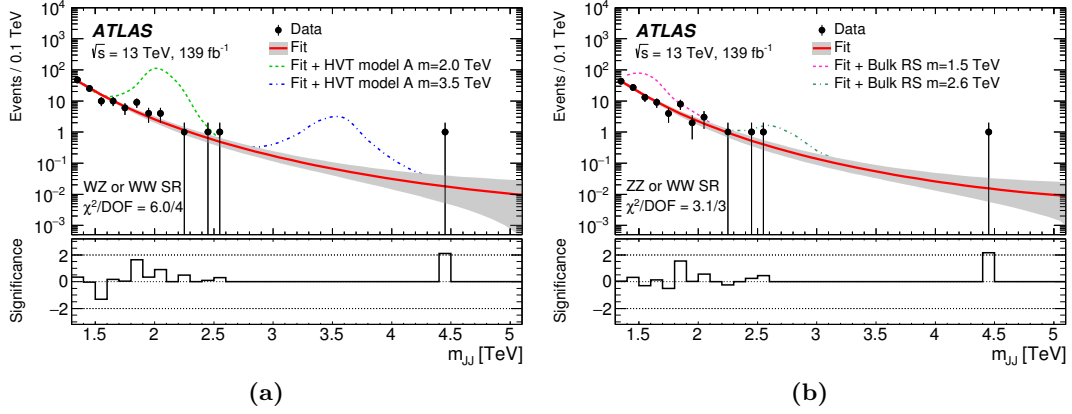 ATLAS
√s = 13 TeV, 139 fb⁻¹
Data
Fit
Fit + HVT model A m=2.0 TeV
Fit + HVT model A m=3.5 TeV
Events / 0.1 TeV
10⁴
10³
10²
10
1
10⁻¹
10⁻²
10⁻³
WZ or WW SR
χ²/DOF = 6.0/4
Significance
2
0
−2
1.5 2 2.5 3 3.5 4 4.5 5
m_JJ [TeV]
(a)
ATLAS
√s = 13 TeV, 139 fb⁻¹
Data
Fit
Fit + Bulk RS m=1.5 TeV
Fit + Bulk RS m=2.6 TeV
Events / 0.1 TeV
10⁴
10³
10²
10
1
10⁻¹
10⁻²
10⁻³
ZZ or WW SR
χ²/DOF = 3.1/3
Significance
2
0
−2
1.5 2 2.5 3 3.5 4 4.5 5
m_JJ [TeV]
(b)